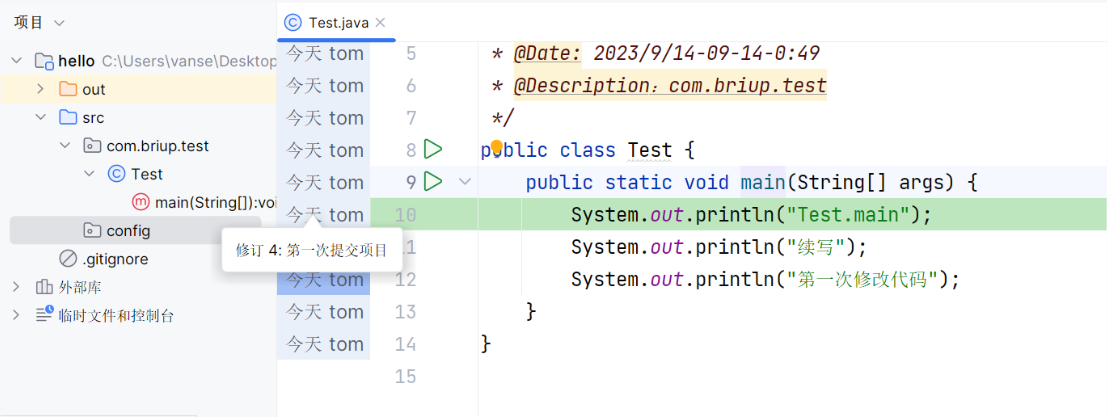 项目
Test.java
hello C:\Users\vanse\Desktop
out
src
com.briup.test
Test
main(String[]):voi
config
.gitignore
外部库
临时文件和控制台
今天 tom 5 * @Date: 2023/9/14-09-14-0:49
今天 tom 6 * @Description：com.briup.test
今天 tom 7 */
今天 tom 8 public class Test {
今天 tom 9 public static void main(String[] args) {
今天 tom 10 System.out.println("Test.main");
修订 4: 第一次提交项目
11 System.out.println("续写");
今天 tom 12 System.out.println("第一次修改代码");
今天 tom 13 }
今天 tom 14 }
15